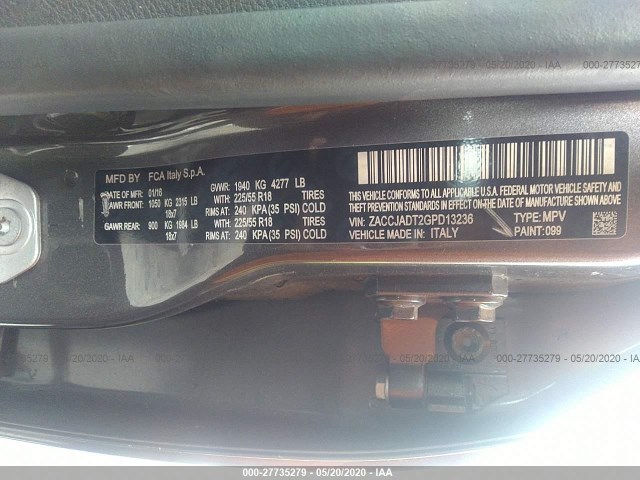 000-27735279 - 05/20/2020 - IAA
MFD BY FCA Italy S.p.A.
DATE OF MFR: 01/16 GVWR: 1940 KG 4277 LB
GAWR FRONT: 1050 KG 2315 LB 225/55 R18 TIRES
18x7 RIMS AT: 240 KPA(35 PSI) COLD
GAWR REAR: 900 KG 1984 LB 225/55 R18 TIRES
18x7 RIMS AT: 240 KPA(35 PSI) COLD
THIS VEHICLE CONFORMS TO ALL APPLICABLE U.S.A. FEDERAL MOTOR VEHICLE, SAFETY, BUMPER, AND
THEFT PREVENTION STANDARDS IN EFFECT ON THE DATE OF MANUFACTURE SHOWN ABOVE.
VIN: ZACCJADT2GPD13236 TYPE: MPV
VEHICLE MADE IN: ITALY PAINT: 099
000-27735279 - 05/20/2020 - IAA
000-27735279 - 05/20/2020 - IAA
000-27735279 - 05/20/2020 - IAA